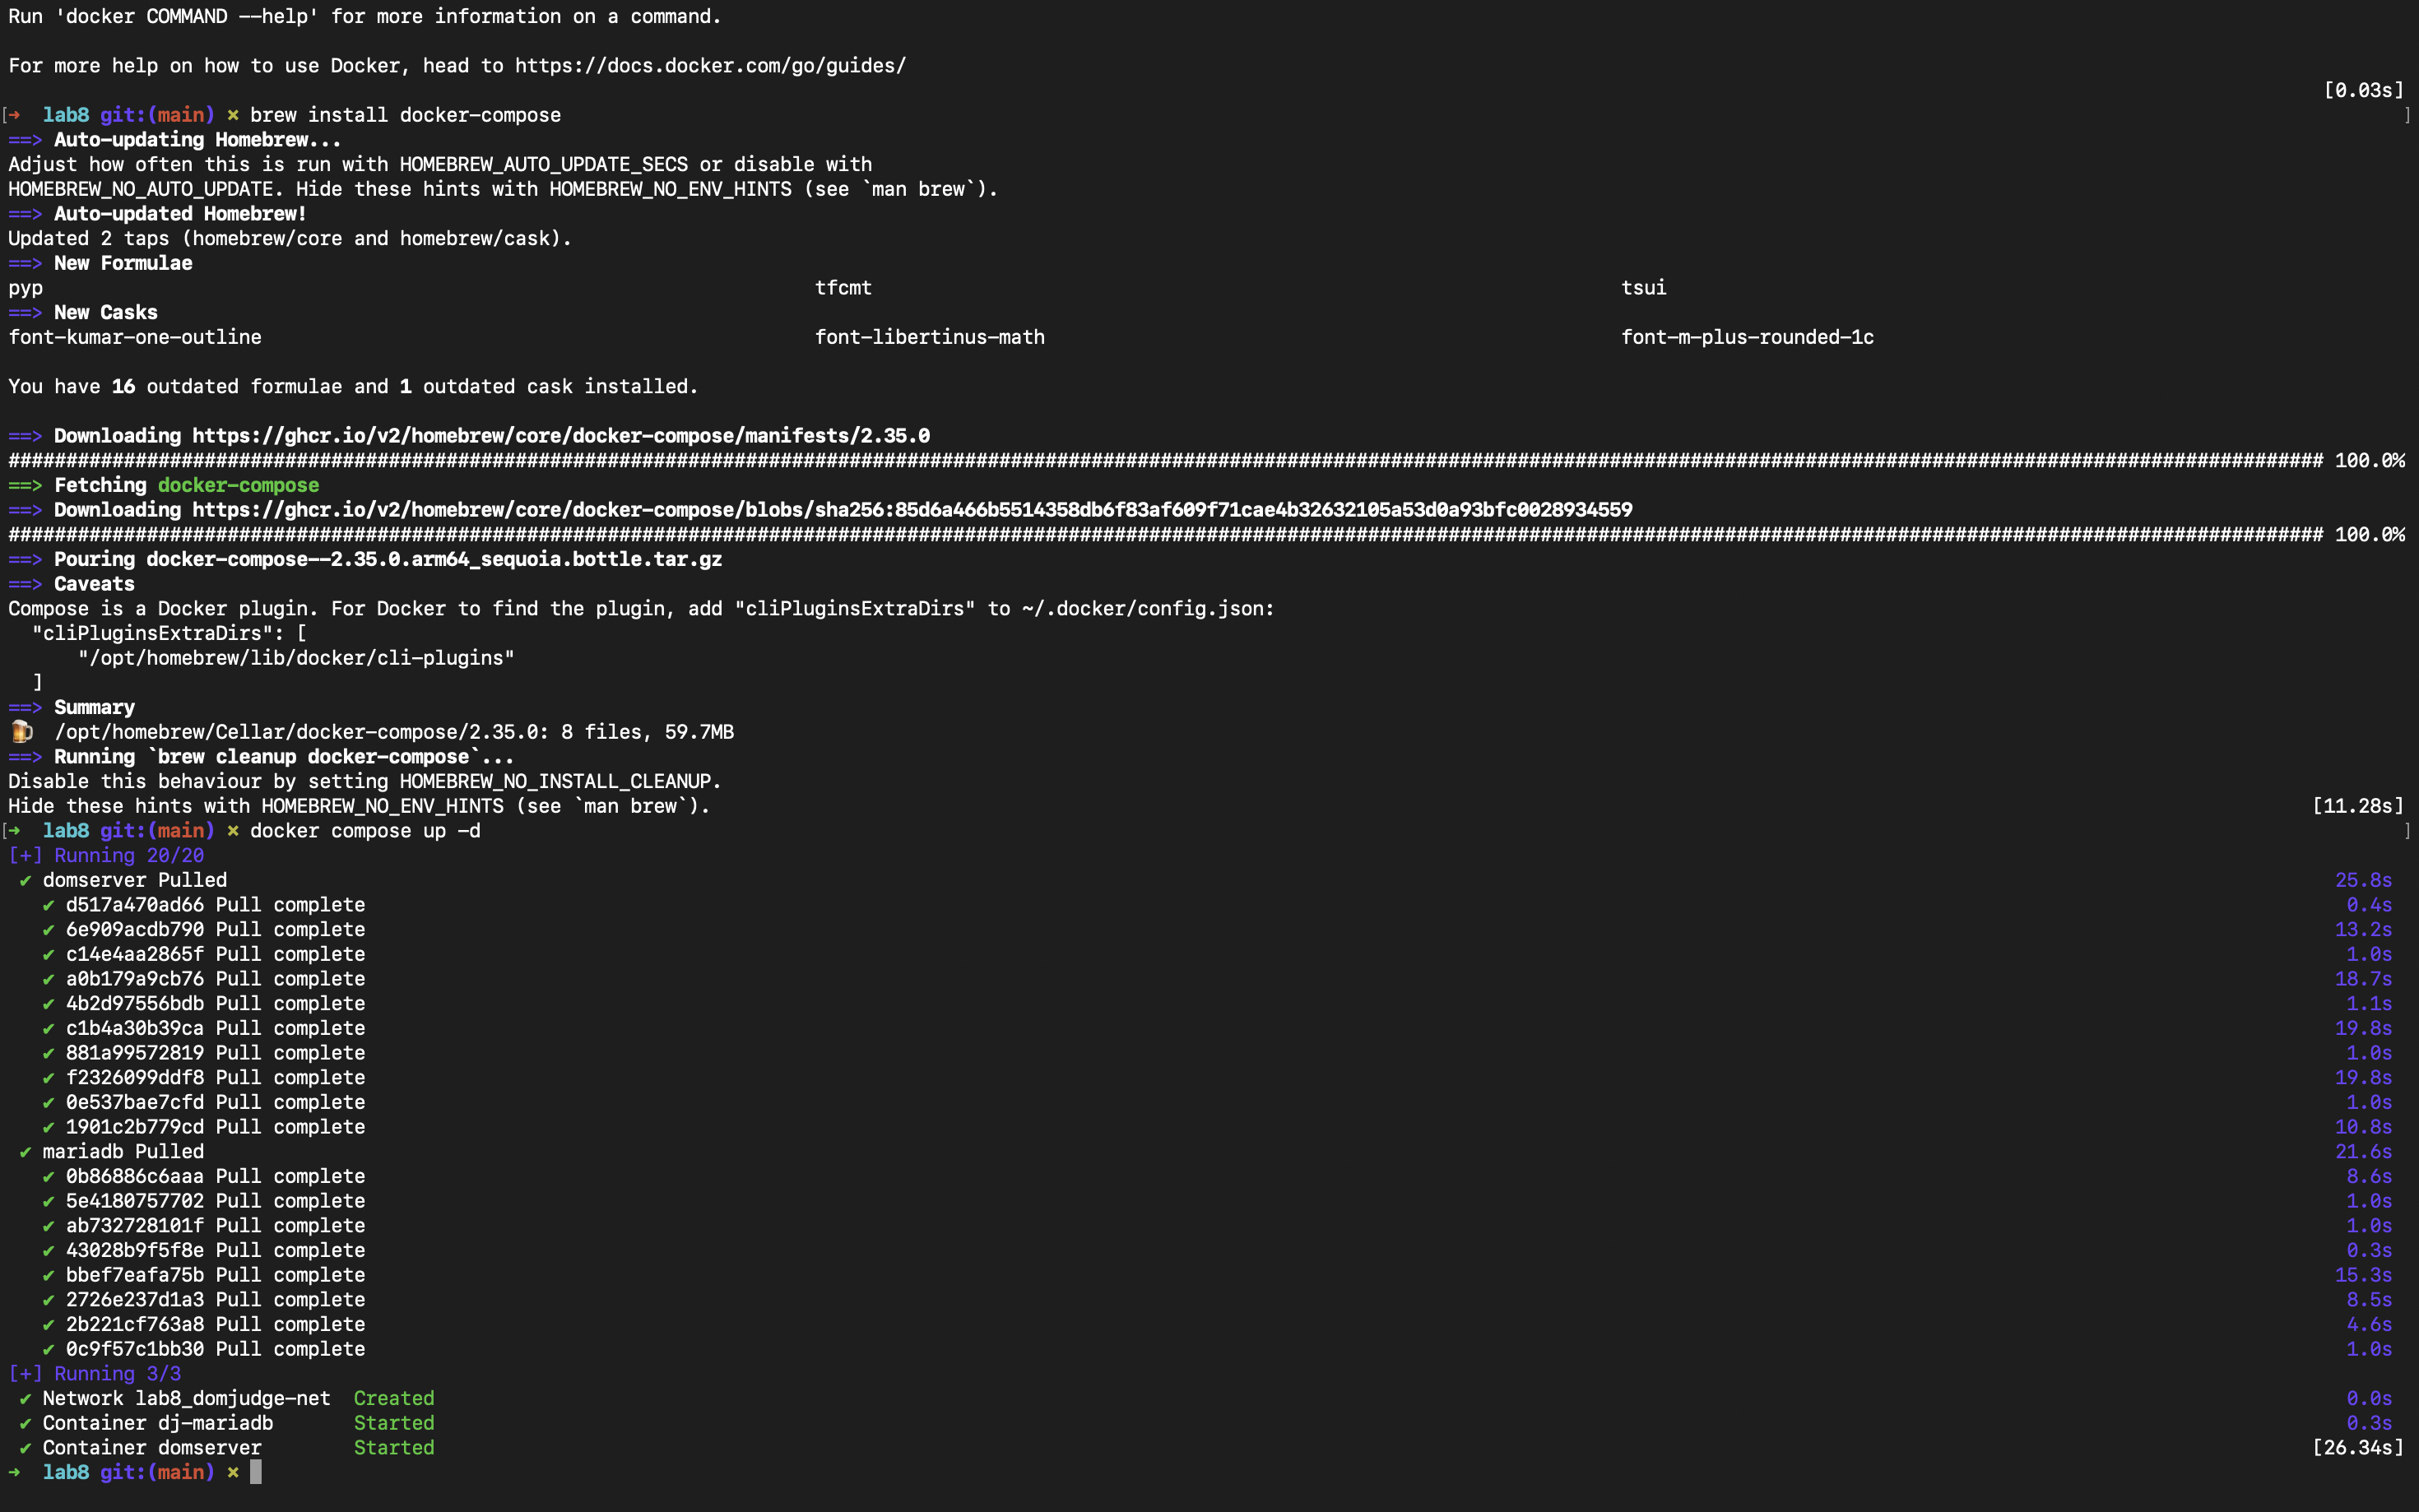 Run 'docker COMMAND --help' for more information on a command.
For more help on how to use Docker, head to https://docs.docker.com/go/guides/
[0.03s]
[➜  lab8 git:(main) ✗ brew install docker-compose ]
==> Auto-updating Homebrew...
Adjust how often this is run with HOMEBREW_AUTO_UPDATE_SECS or disable with
HOMEBREW_NO_AUTO_UPDATE. Hide these hints with HOMEBREW_NO_ENV_HINTS (see `man brew`).
==> Auto-updated Homebrew!
Updated 2 taps (homebrew/core and homebrew/cask).
==> New Formulae
pyp tfcmt tsui
==> New Casks
font-kumar-one-outline font-libertinus-math font-m-plus-rounded-1c
You have 16 outdated formulae and 1 outdated cask installed.
==> Downloading https://ghcr.io/v2/homebrew/core/docker-compose/manifests/2.35.0
######################################################################## 100.0%
==> Fetching docker-compose
==> Downloading https://ghcr.io/v2/homebrew/core/docker-compose/blobs/sha256:85d6a466b5514358db6f83af609f71cae4b32632105a53d0a93bfc0028934559
######################################################################## 100.0%
==> Pouring docker-compose--2.35.0.arm64_sequoia.bottle.tar.gz
==> Caveats
Compose is a Docker plugin. For Docker to find the plugin, add "cliPluginsExtraDirs" to ~/.docker/config.json:
"cliPluginsExtraDirs": [
"/opt/homebrew/lib/docker/cli-plugins"
]
==> Summary
🍺  /opt/homebrew/Cellar/docker-compose/2.35.0: 8 files, 59.7MB
==> Running `brew cleanup docker-compose`...
Disable this behaviour by setting HOMEBREW_NO_INSTALL_CLEANUP.
Hide these hints with HOMEBREW_NO_ENV_HINTS (see `man brew`). [11.28s]
[➜  lab8 git:(main) ✗ docker compose up -d ]
[+] Running 20/20
✔ domserver Pulled 25.8s
✔ d517a470ad66 Pull complete 0.4s
✔ 6e909acdb790 Pull complete 13.2s
✔ c14e4aa2865f Pull complete 1.0s
✔ a0b179a9cb76 Pull complete 18.7s
✔ 4b2d97556bdb Pull complete 1.1s
✔ c1b4a30b39ca Pull complete 19.8s
✔ 881a99572819 Pull complete 1.0s
✔ f2326099ddf8 Pull complete 19.8s
✔ 0e537bae7cfd Pull complete 1.0s
✔ 1901c2b779cd Pull complete 10.8s
✔ mariadb Pulled 21.6s
✔ 0b86886c6aaa Pull complete 8.6s
✔ 5e4180757702 Pull complete 1.0s
✔ ab732728101f Pull complete 1.0s
✔ 43028b9f5f8e Pull complete 0.3s
✔ bbef7eafa75b Pull complete 15.3s
✔ 2726e237d1a3 Pull complete 8.5s
✔ 2b221cf763a8 Pull complete 4.6s
✔ 0c9f57c1bb30 Pull complete 1.0s
[+] Running 3/3
✔ Network lab8_domjudge-net  Created 0.0s
✔ Container dj-mariadb  Started 0.3s
✔ Container domserver  Started [26.34s]
➜  lab8 git:(main) ✗